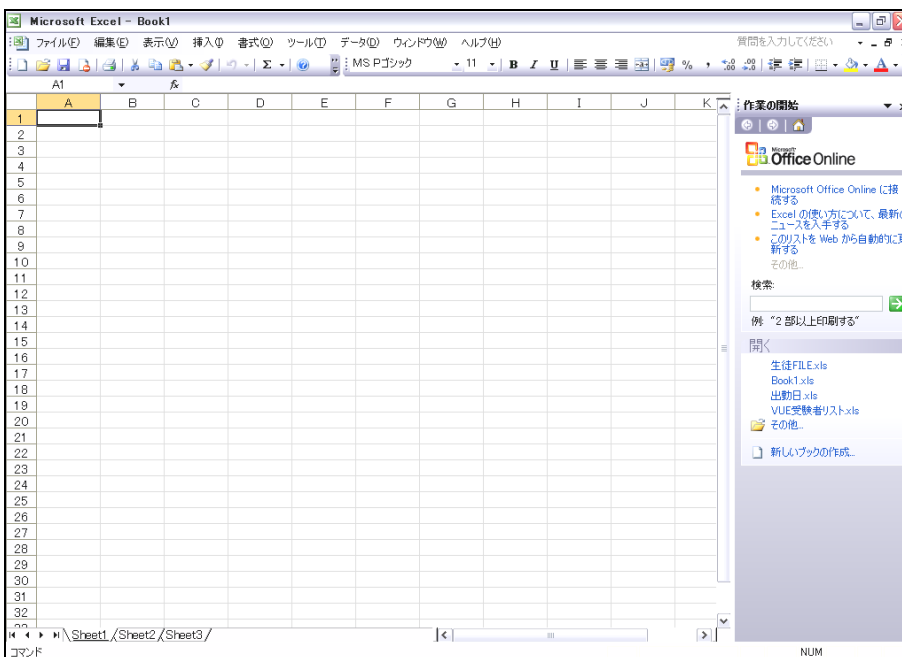 Microsoft Excel - Book1
ファイル(F) 編集(E) 表示(V) 挿入(I) 書式(O) ツール(T) データ(D) ウィンドウ(W) ヘルプ(H) 質問を入力してください
MS Pゴシック 11 B I U
A1 fx
A B C D E F G H I J K
作業の開始
1
2
3
4
5
6
7
8
9
10
11
12
13
14
15
16
17
18
19
20
21
22
23
24
25
26
27
28
29
30
31
32
Microsoft
Office Online
Microsoft Office Online に接
続する
Excel の使い方について、最新
ニュースを入手する
このリストを Web から自動的に更
新する
その他...
検索:
例: "2 部以上印刷する"
開く
生徒FILE.xls
Book1.xls
出勤日.xls
VUE受験者リスト.xls
その他...
新しいブックの作成...
Sheet1 Sheet2 Sheet3
コマンド NUM